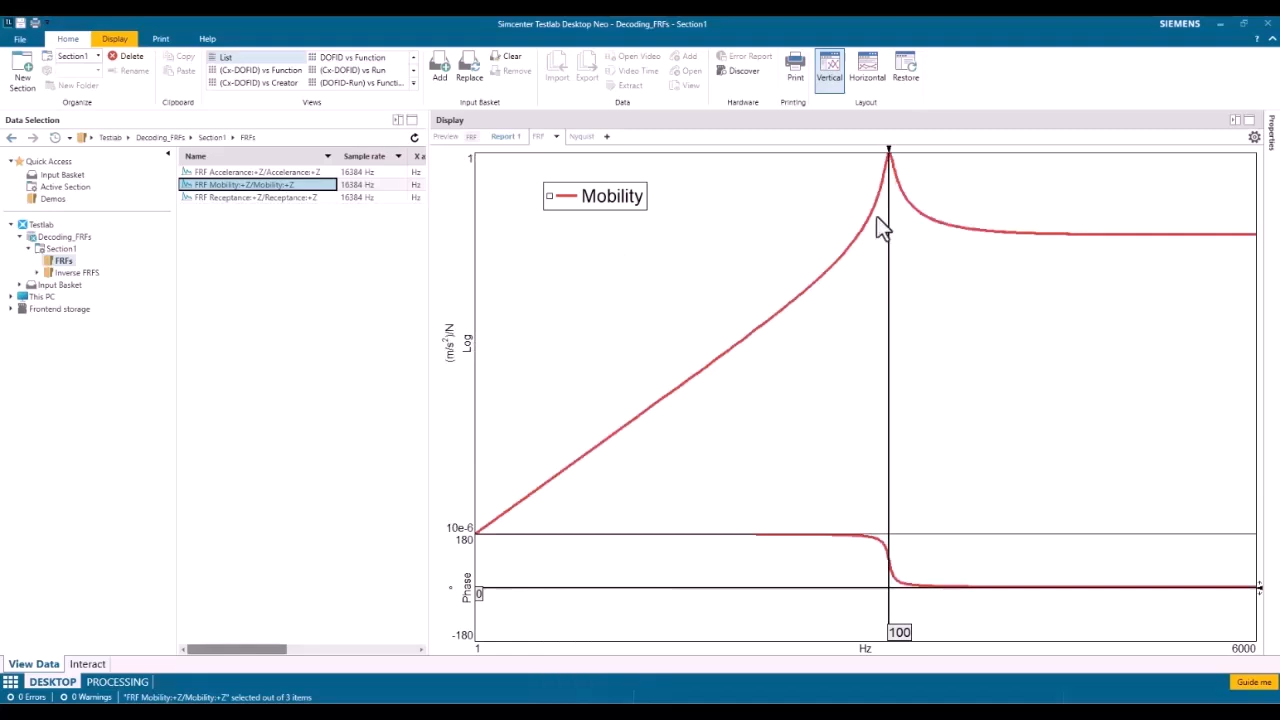 Simcenter Testlab Desktop Neo - Decoding_FRFs - Section1
SIEMENS
File Home Display Print Help
New Section
Section1
Delete
Rename
New Folder
Organize
Copy
Paste
Clipboard
List
(Cx-DOFID) vs Function
(Cx-DOFID) vs Creator
DOFID vs Function
(Cx-DOFID) vs Run
(DOFID-Run) vs Functi...
Views
Add
Replace
Clear
Remove
Input Basket
Import
Export
Open Video
Video Time
Extract
Add
Open
View
Data
Error Report
Discover
Hardware
Print
Printing
Vertical
Horizontal
Restore
Layout
Data Selection
Testlab Decoding_FRFs Section1 FRFs
Quick Access
Input Basket
Active Section
Demos
Testlab
Decoding_FRFs
Section1
FRFs
Inverse FRFS
Input Basket
This PC
Frontend storage
Name Sample rate X a
FRF Accelerance:+Z/Accelerance:+Z 16384 Hz Hz
FRF Mobility:+Z/Mobility:+Z 16384 Hz Hz
FRF Receptance:+Z/Receptance:+Z 16384 Hz Hz
Display
Properties
Preview FRF Report 1 FRF Nyquist +
1
Mobility
(m/s²)/N
Log
10e-6
180
°
Phase
0
-180
100
1 Hz 6000
View Data Interact
DESKTOP PROCESSING
Guide me
0 Errors 0 Warnings "FRF Mobility:+Z/Mobility:+Z" selected out of 3 items